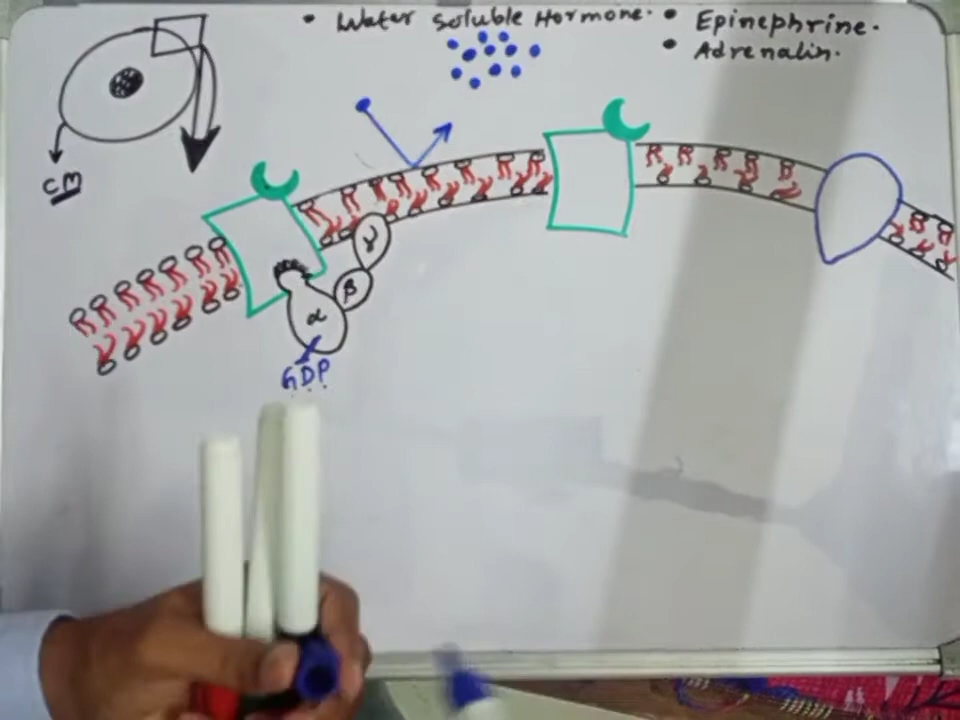 • Water Soluble Hormone.
• Epinephrine.
• Adrenalin.
CM
γ
β
α
GDP